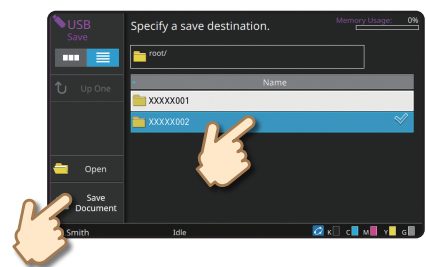 USB
Save
Specify a save destination.
Memory Usage: 0%
root/
Up One
Name
XXXXX001
XXXXX002
Open
Save
Document
Smith
Idle
K C M Y G